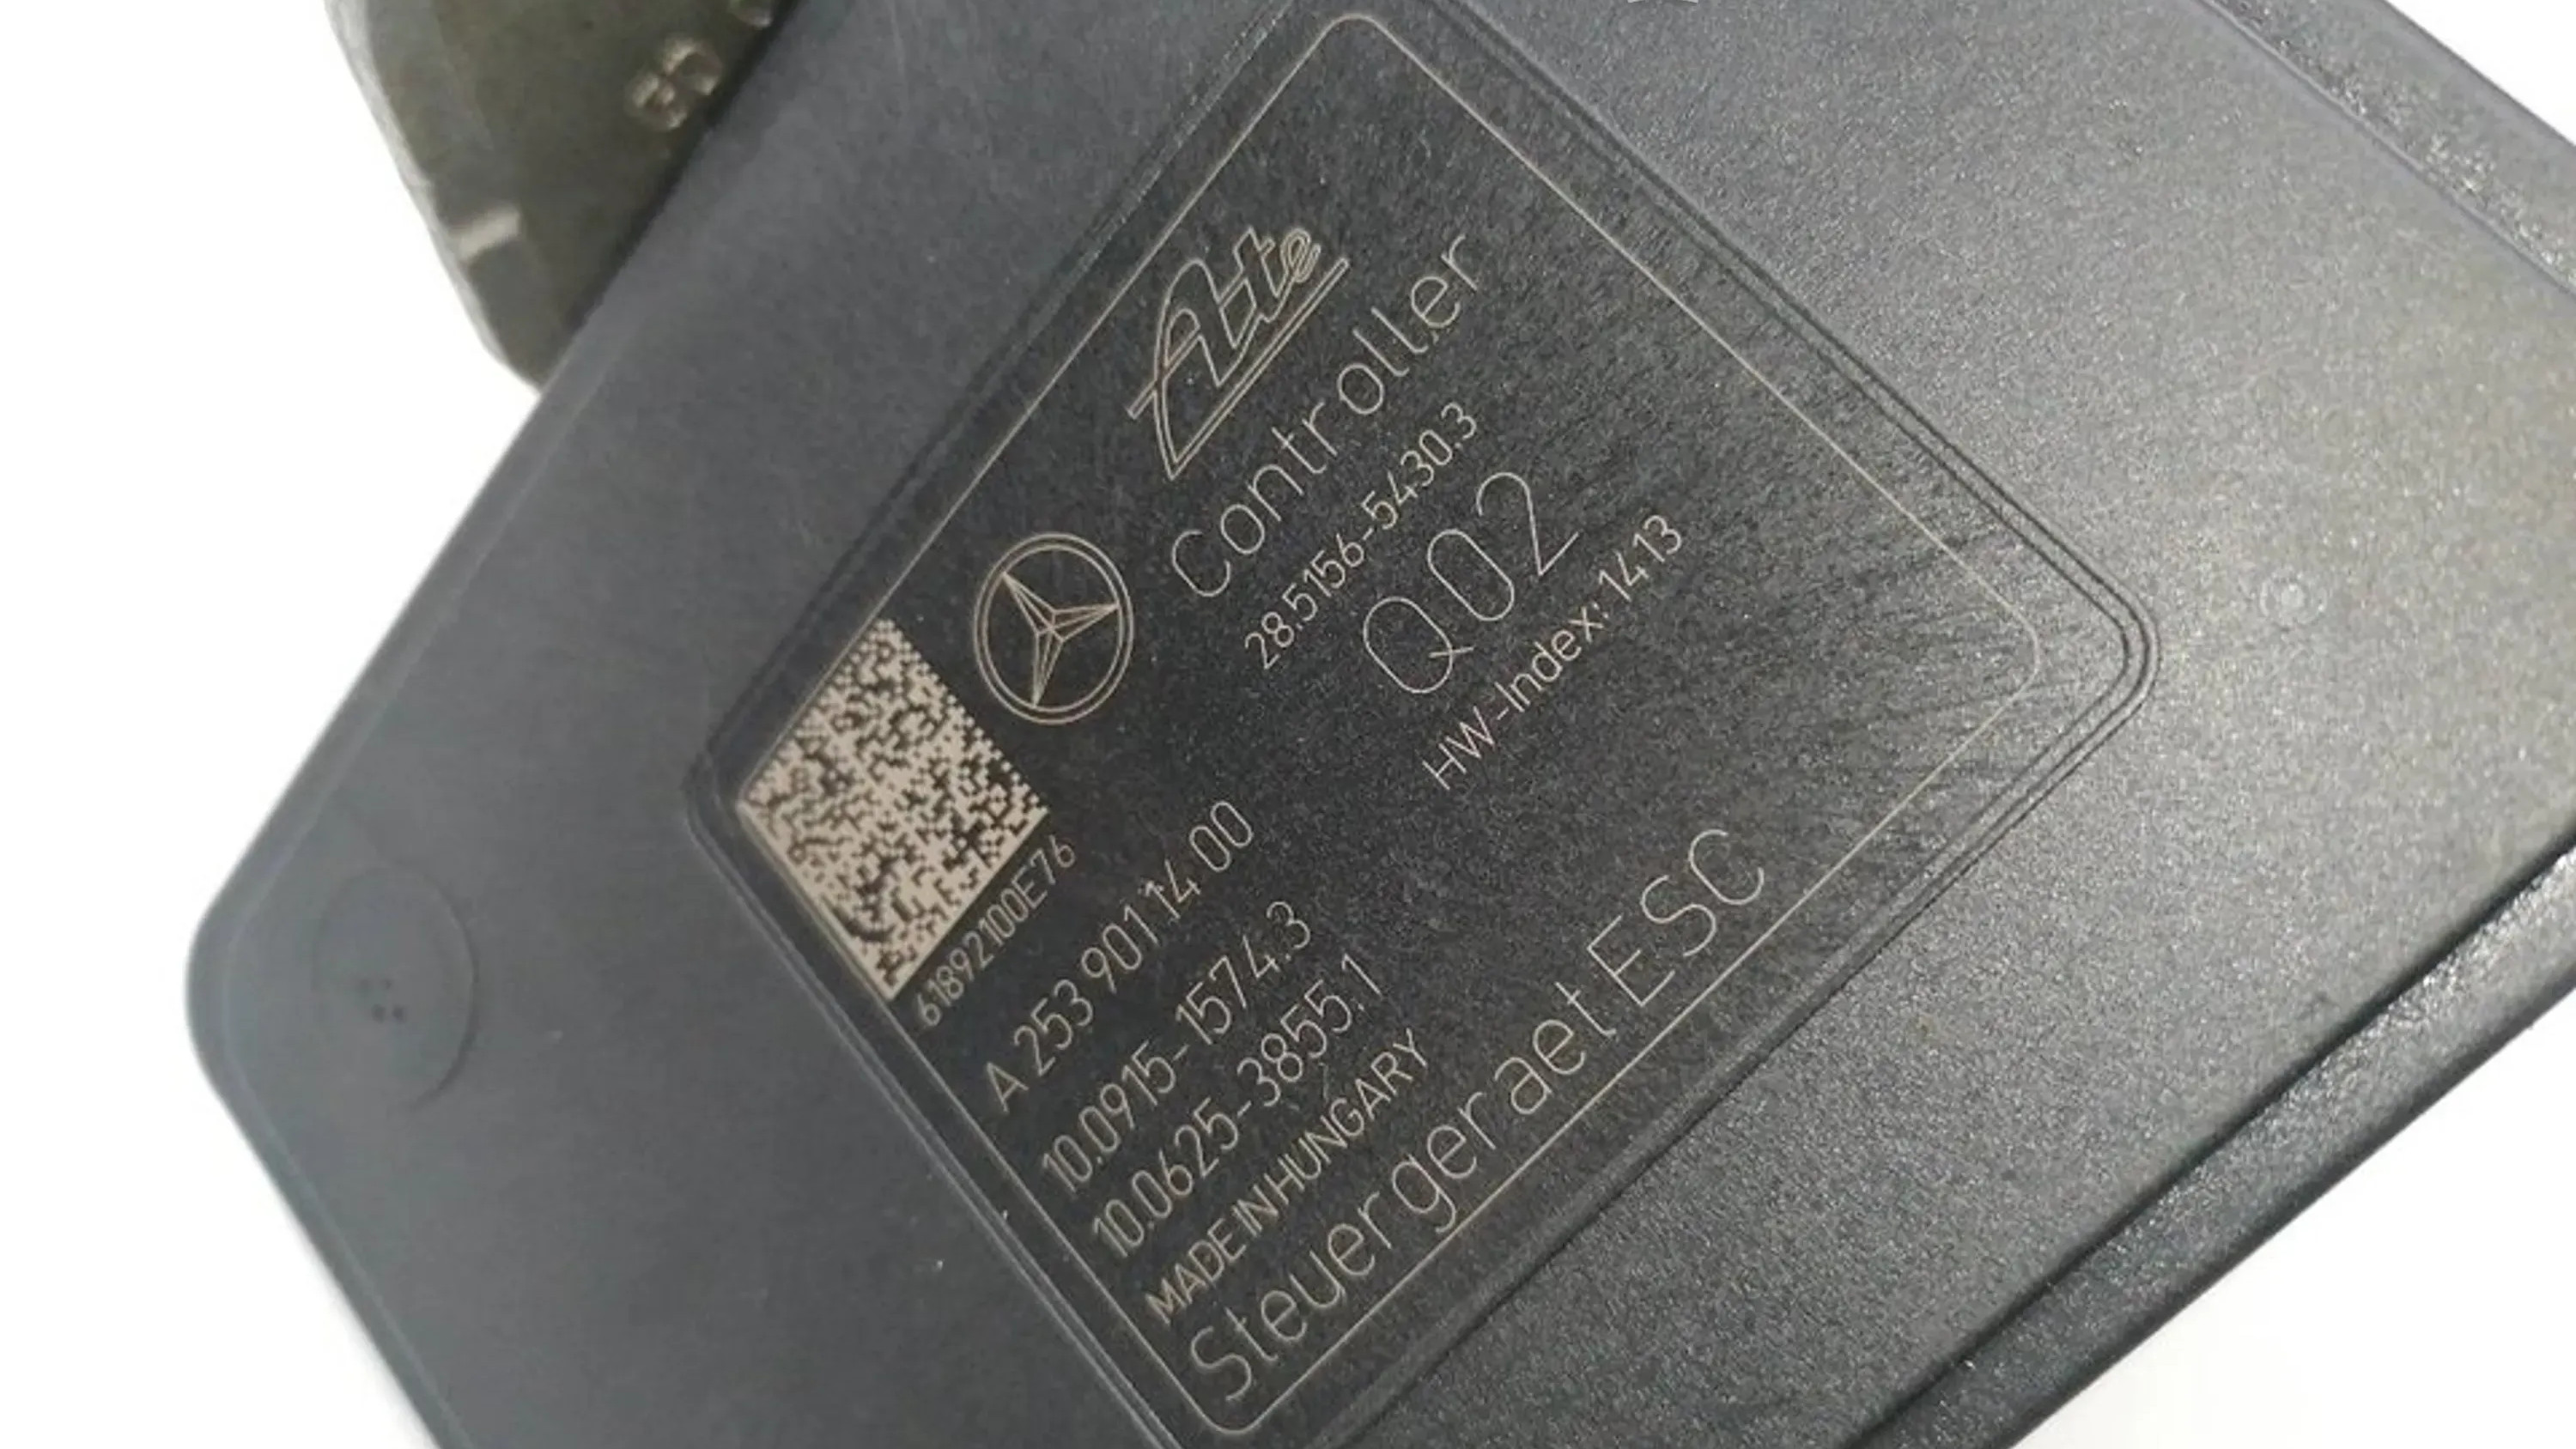 Ate
Controller
28.5156-5430.3
Q02
HW-Index: 1413
61892100E76
A 253 901 14 00
10.0915-1574.3
10.0625-3855.1
MADE IN HUNGARY
Steuergeraet ESC